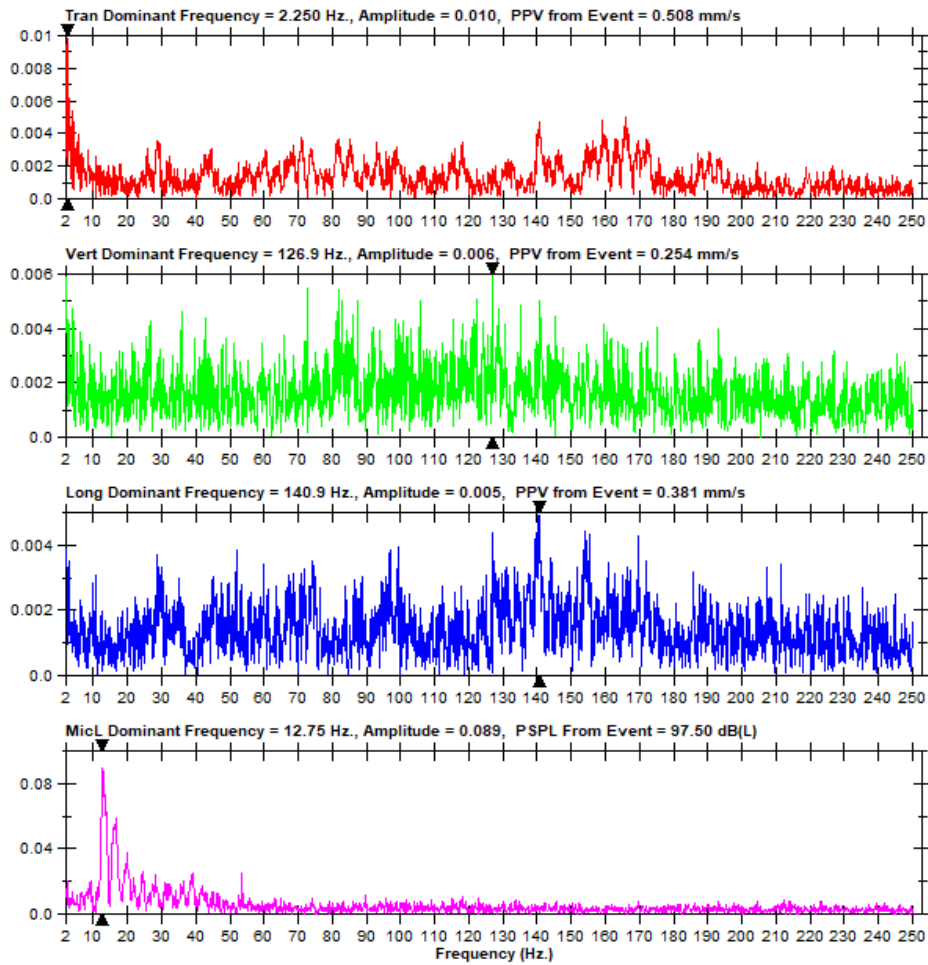 Tran Dominant Frequency = 2.250 Hz., Amplitude = 0.010, PPV from Event = 0.508 mm/s
0.01
0.008
0.006
0.004
0.002
0.0
2 10 20 30 40 50 60 70 80 90 100 110 120 130 140 150 160 170 180 190 200 210 220 230 240 250
Vert Dominant Frequency = 126.9 Hz., Amplitude = 0.006, PPV from Event = 0.254 mm/s
0.006
0.004
0.002
0.0
2 10 20 30 40 50 60 70 80 90 100 110 120 130 140 150 160 170 180 190 200 210 220 230 240 250
Long Dominant Frequency = 140.9 Hz., Amplitude = 0.005, PPV from Event = 0.381 mm/s
0.004
0.002
0.0
2 10 20 30 40 50 60 70 80 90 100 110 120 130 140 150 160 170 180 190 200 210 220 230 240 250
MicL Dominant Frequency = 12.75 Hz., Amplitude = 0.089, PSPL From Event = 97.50 dB(L)
0.08
0.04
0.0
2 10 20 30 40 50 60 70 80 90 100 110 120 130 140 150 160 170 180 190 200 210 220 230 240 250
Frequency (Hz.)